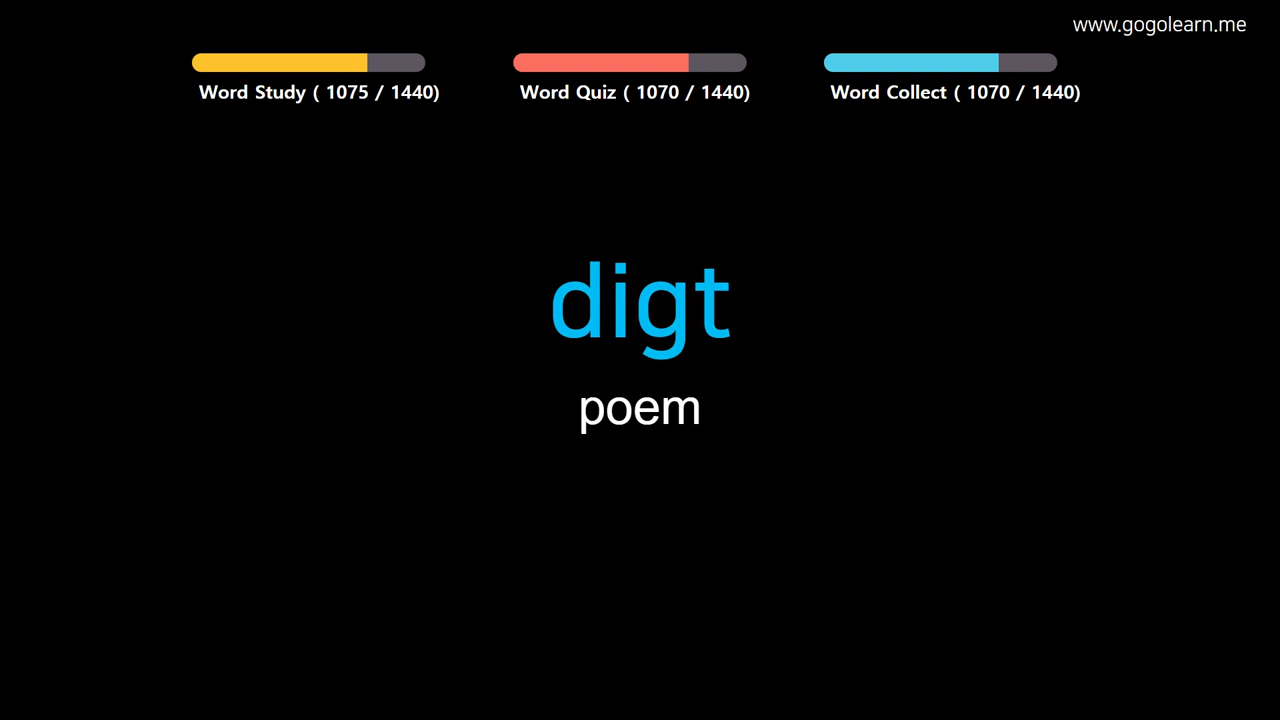 www.gogolearn.me
Word Study ( 1075 / 1440)
Word Quiz ( 1070 / 1440)
Word Collect ( 1070 / 1440)
digt
poem